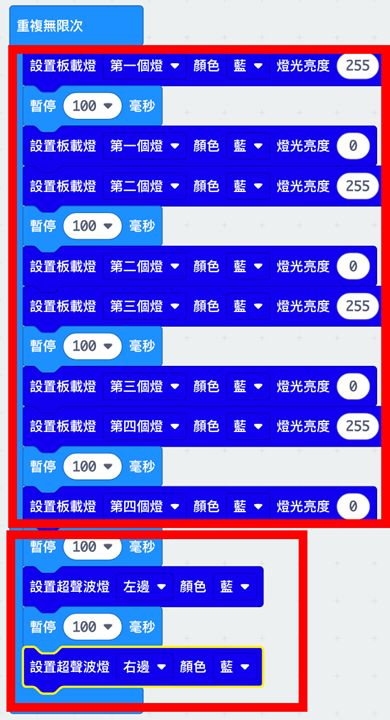 重複無限次
設置板載燈 第一個燈 顏色 藍 燈光亮度 255
暫停 100 毫秒
設置板載燈 第一個燈 顏色 藍 燈光亮度 0
設置板載燈 第二個燈 顏色 藍 燈光亮度 255
暫停 100 毫秒
設置板載燈 第二個燈 顏色 藍 燈光亮度 0
設置板載燈 第三個燈 顏色 藍 燈光亮度 255
暫停 100 毫秒
設置板載燈 第三個燈 顏色 藍 燈光亮度 0
設置板載燈 第四個燈 顏色 藍 燈光亮度 255
暫停 100 毫秒
設置板載燈 第四個燈 顏色 藍 燈光亮度 0
暫停 100 毫秒
設置超聲波燈 左邊 顏色 藍
暫停 100 毫秒
設置超聲波燈 右邊 顏色 藍